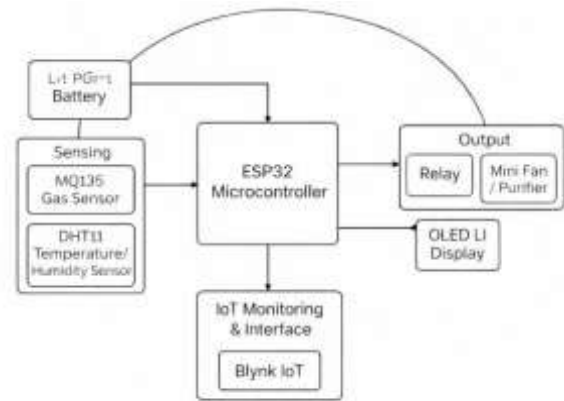 Battery
Sensing
MQ135
Gas Sensor
DHT11
Temperature/
Humidity Sensor
ESP32
Microcontroller
Output
Relay
Mini Fan
/ Purifier
OLED LI
Display
IoT Monitoring
& Interface
Blynk IoT